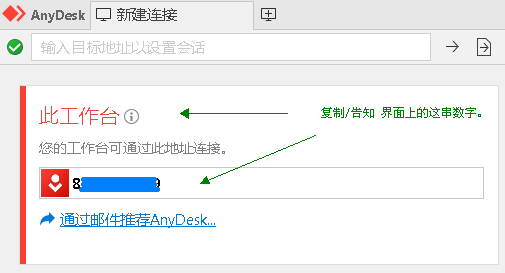 AnyDesk 新建连接
输入目标地址以设置会话
此工作台
复制/告知 界面上的这串数字。
您的工作台可通过此地址连接。
通过邮件推荐AnyDesk...